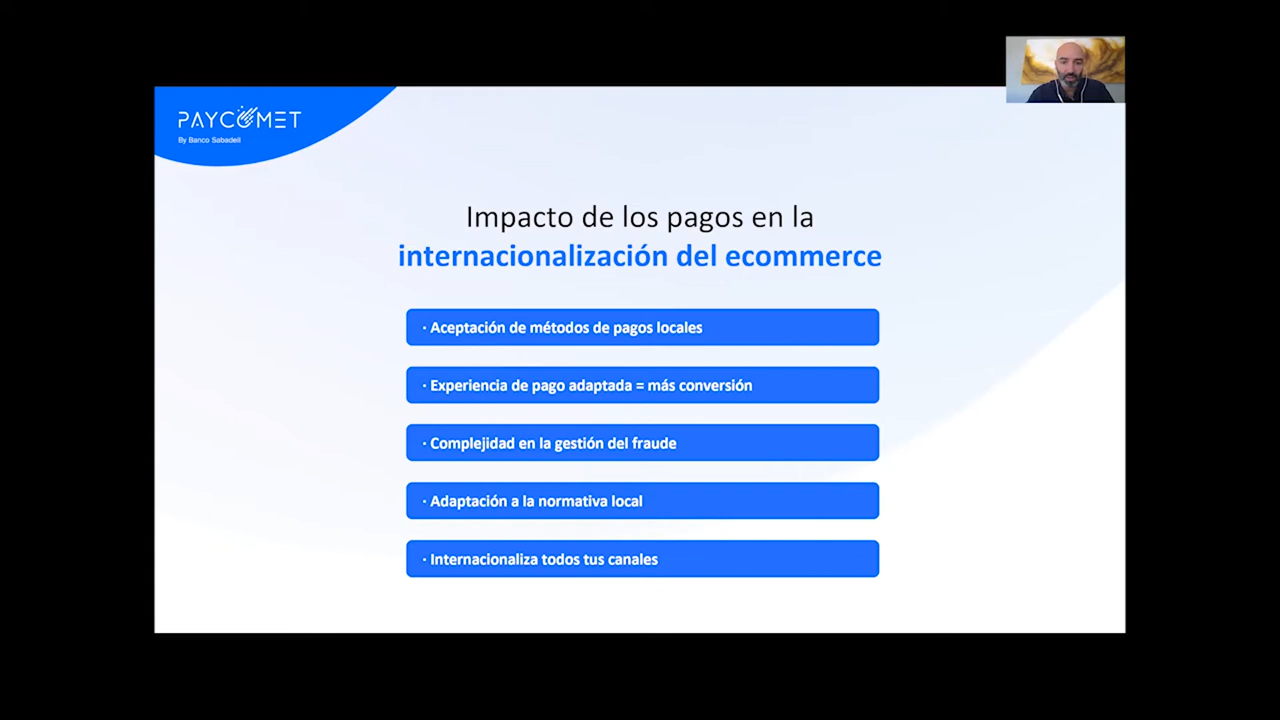 PAYCOMET
By Banco Sabadell
Impacto de los pagos en la
internacionalización del ecommerce
· Aceptación de métodos de pagos locales
· Experiencia de pago adaptada = más conversión
· Complejidad en la gestión del fraude
· Adaptación a la normativa local
· Internacionaliza todos tus canales